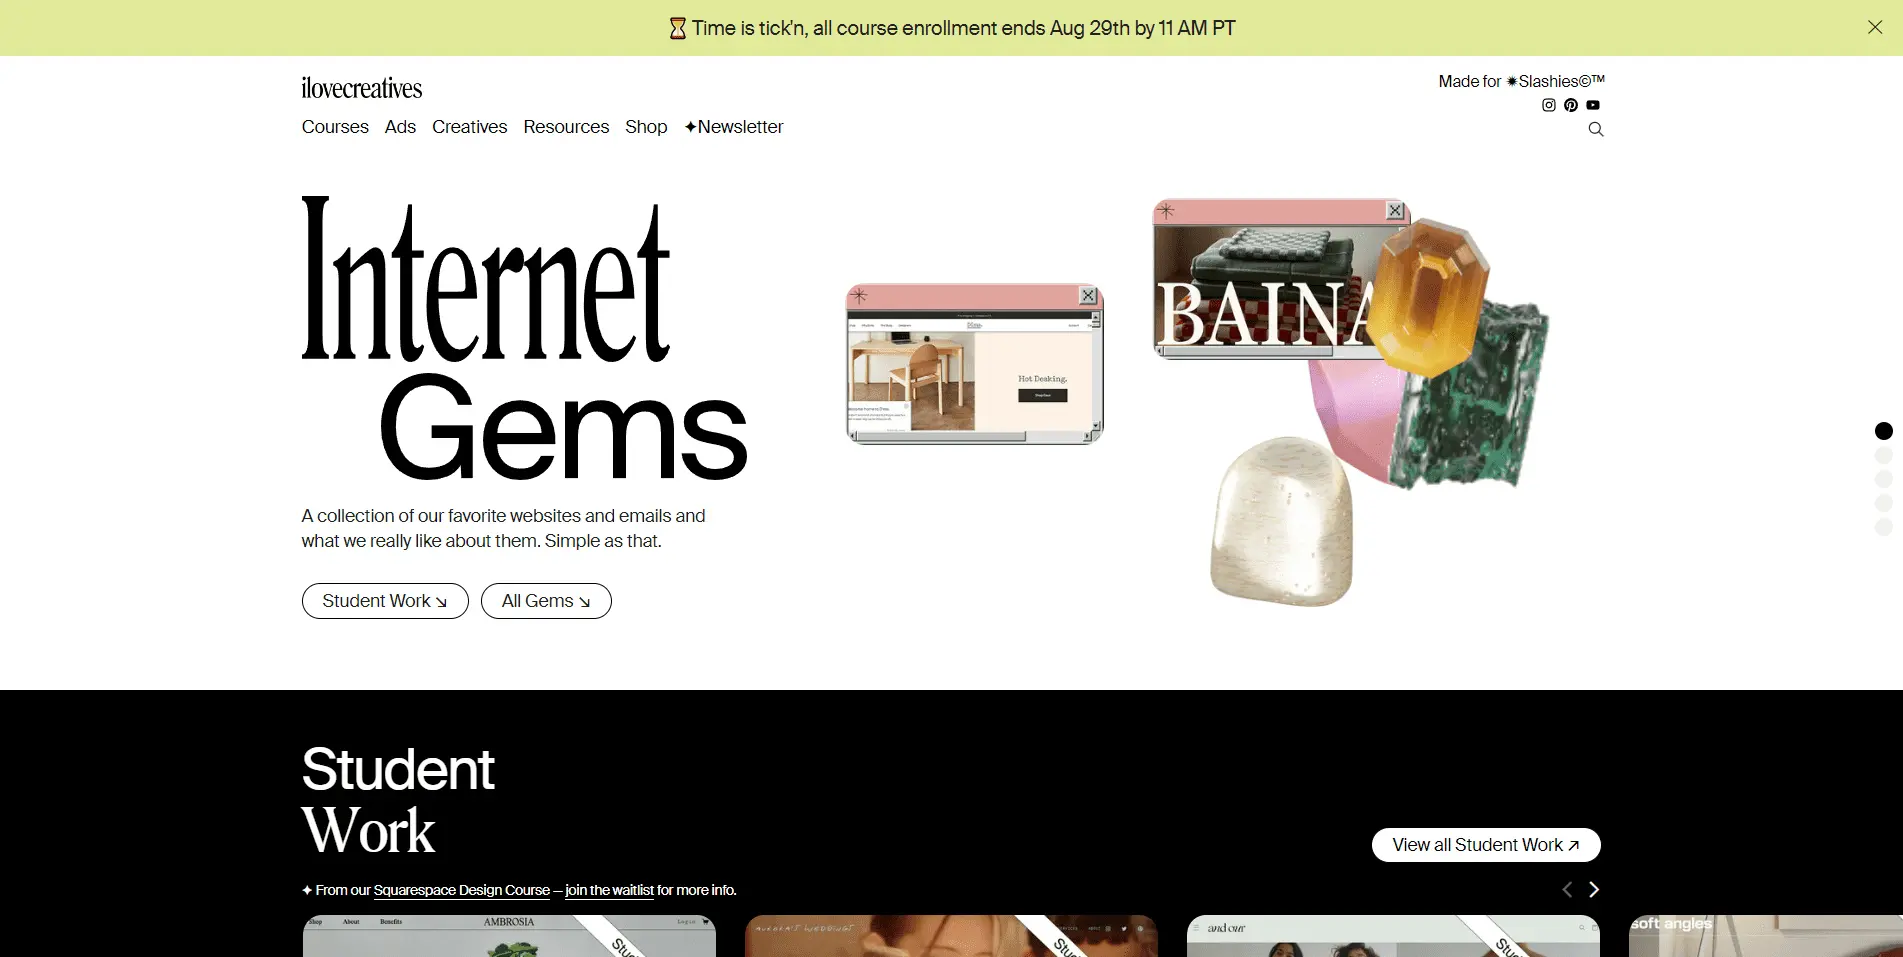 ⌛ Time is tick'n, all course enrollment ends Aug 29th by 11 AM PT
ilovecreatives
Made for ✷Slashies©™
Courses Ads Creatives Resources Shop ✦Newsletter
Internet
Gems
A collection of our favorite websites and emails and
what we really like about them. Simple as that.
Student Work ↘ All Gems ↘
Hot Desking.
BAINA
Student
Work
View all Student Work ↗
✦ From our Squarespace Design Course — join the waitlist for more info.
Shop About Benefits AMBROSIA Log in
Stu
AURORA'S WEDDINGS
ABOUT
Stu
and our
Stu
soft angles